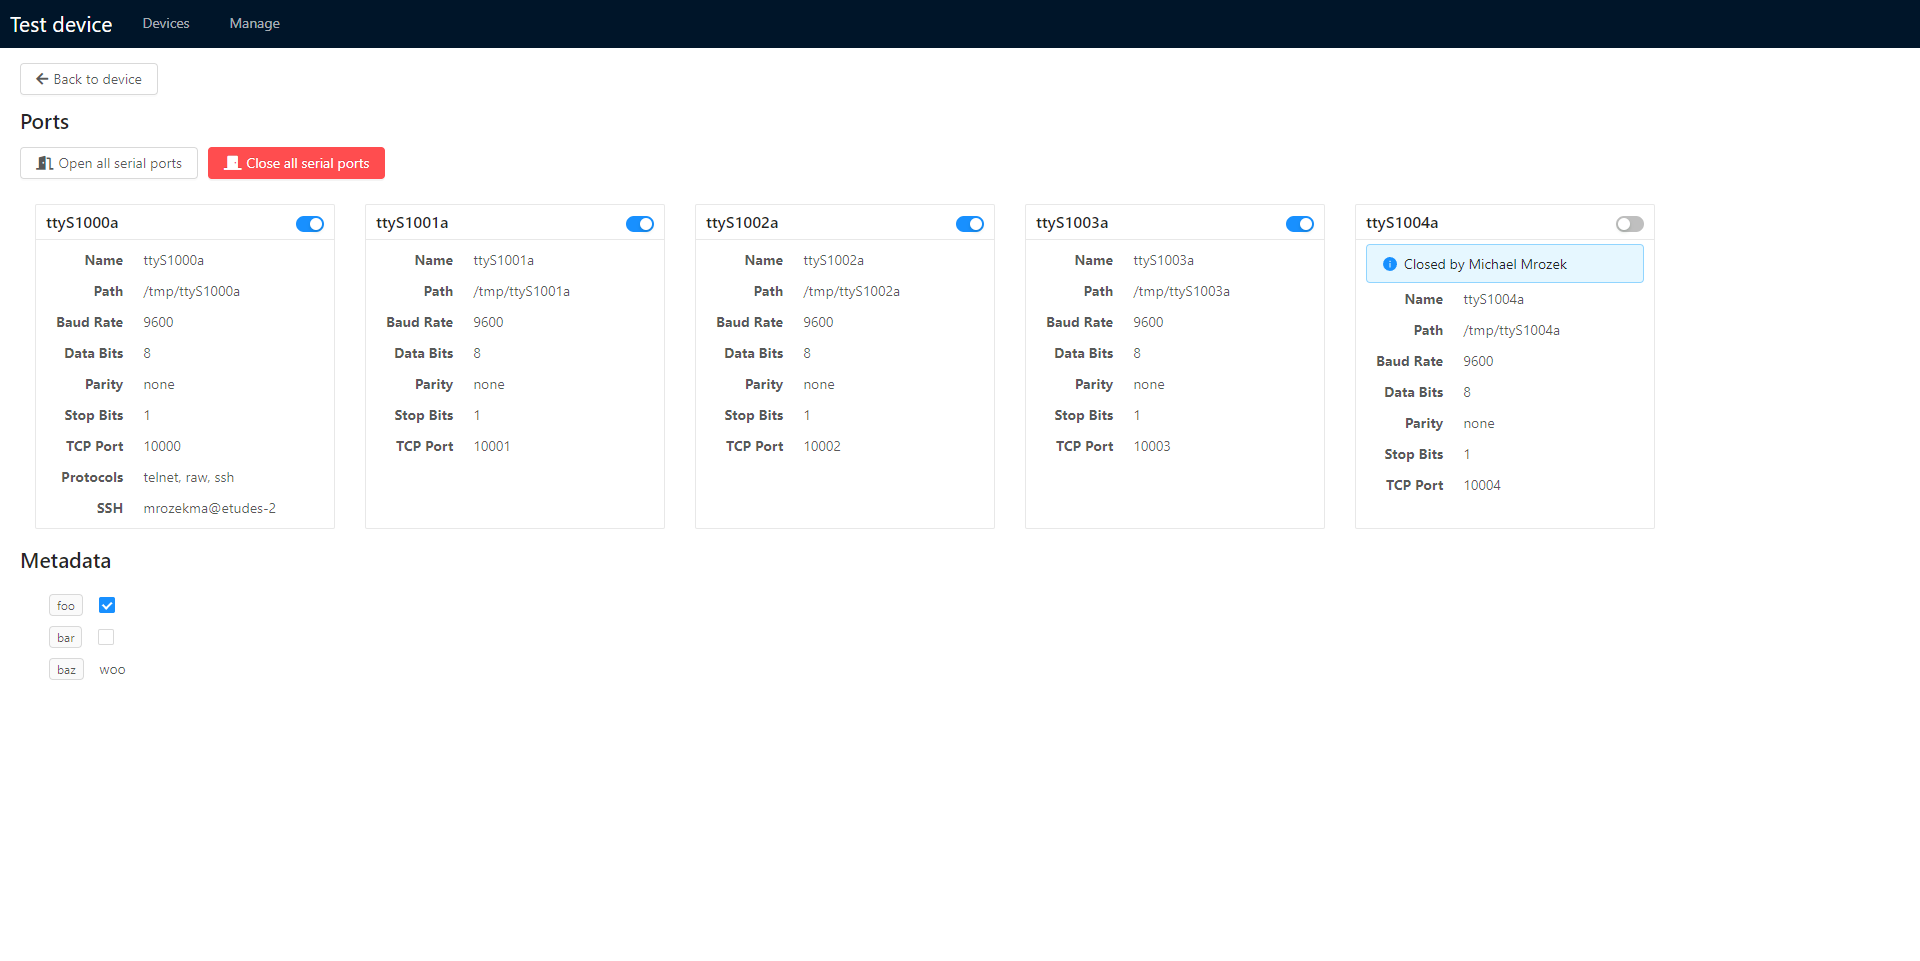 Test device Devices Manage
Back to device
Ports
Open all serial ports Close all serial ports
ttyS1000a
Name ttyS1000a
Path /tmp/ttyS1000a
Baud Rate 9600
Data Bits 8
Parity none
Stop Bits 1
TCP Port 10000
Protocols telnet, raw, ssh
SSH mrozekma@etudes-2
ttyS1001a
Name ttyS1001a
Path /tmp/ttyS1001a
Baud Rate 9600
Data Bits 8
Parity none
Stop Bits 1
TCP Port 10001
ttyS1002a
Name ttyS1002a
Path /tmp/ttyS1002a
Baud Rate 9600
Data Bits 8
Parity none
Stop Bits 1
TCP Port 10002
ttyS1003a
Name ttyS1003a
Path /tmp/ttyS1003a
Baud Rate 9600
Data Bits 8
Parity none
Stop Bits 1
TCP Port 10003
ttyS1004a
Closed by Michael Mrozek
Name ttyS1004a
Path /tmp/ttyS1004a
Baud Rate 9600
Data Bits 8
Parity none
Stop Bits 1
TCP Port 10004
Metadata
foo
bar
baz woo